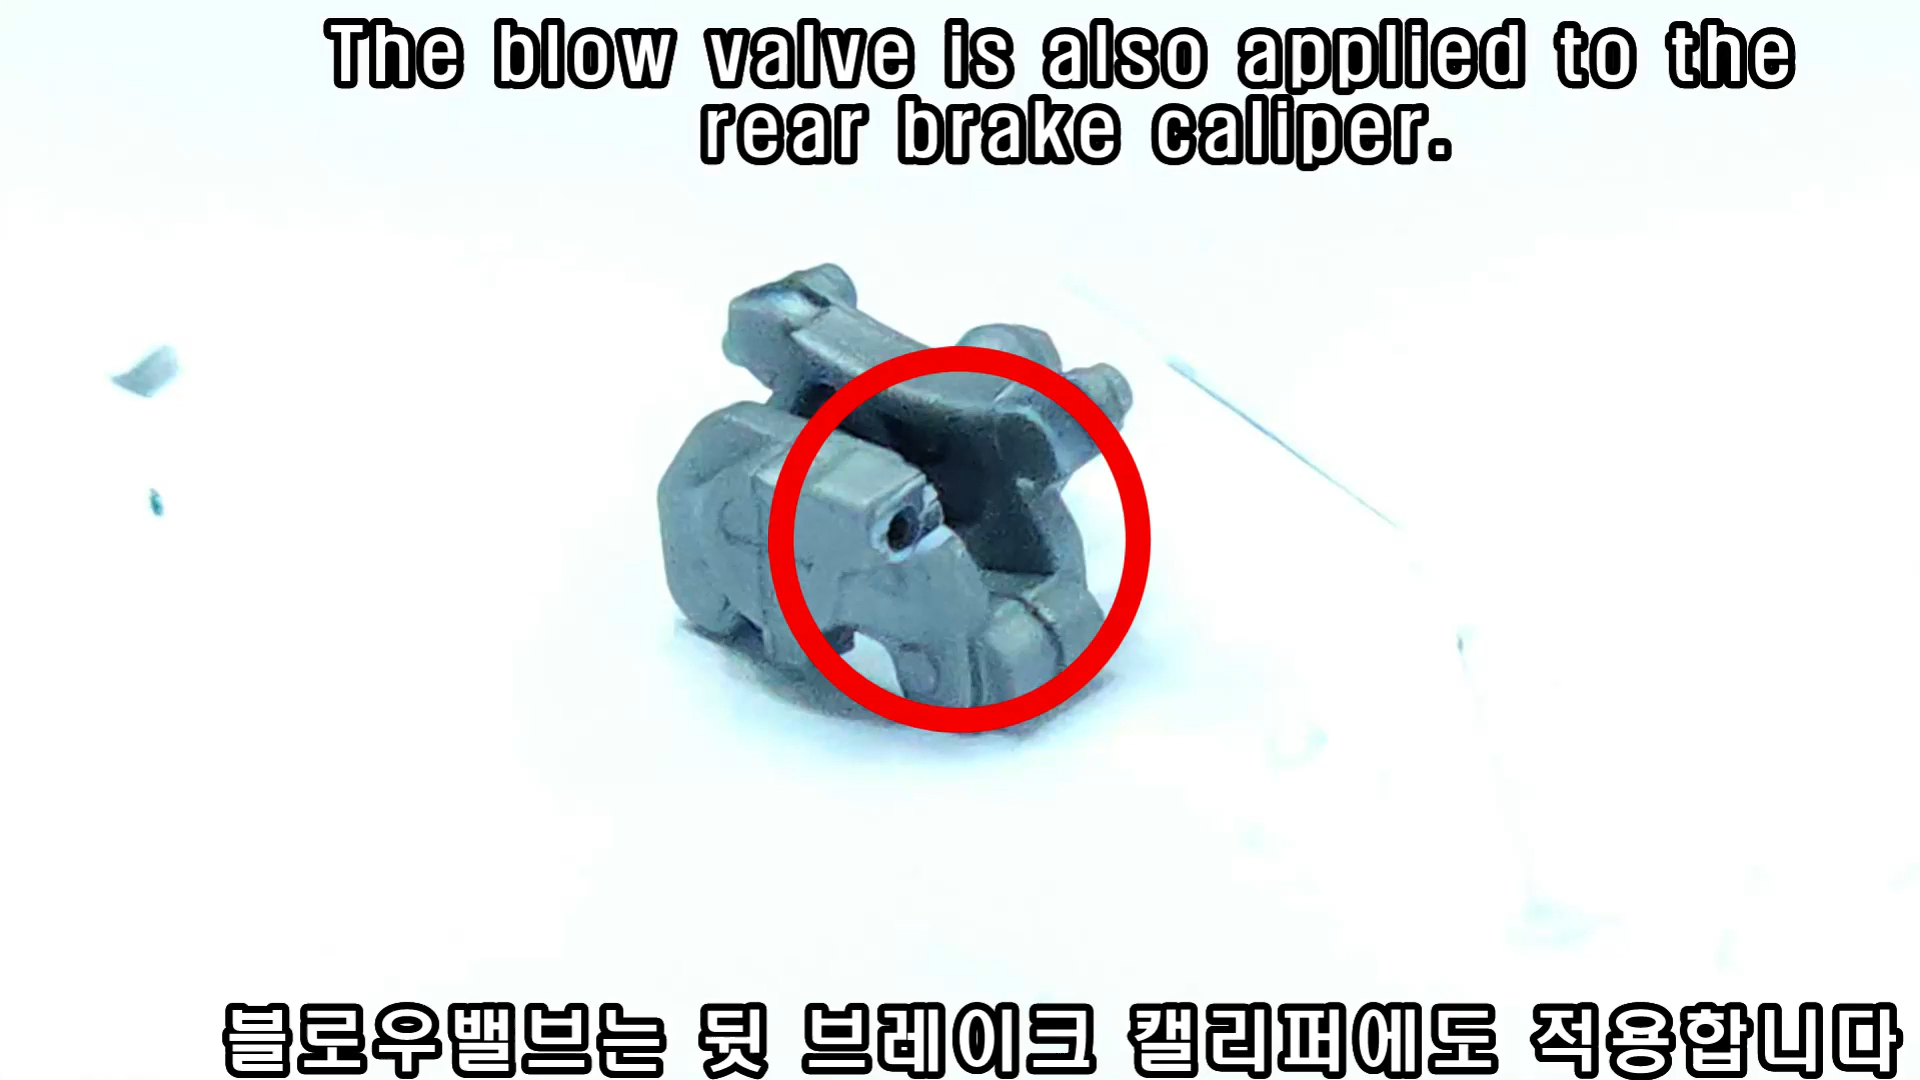 The blow valve is also applied to the
rear brake caliper.
블로우밸브는 뒷 브레이크 캘리퍼에도 적용합니다